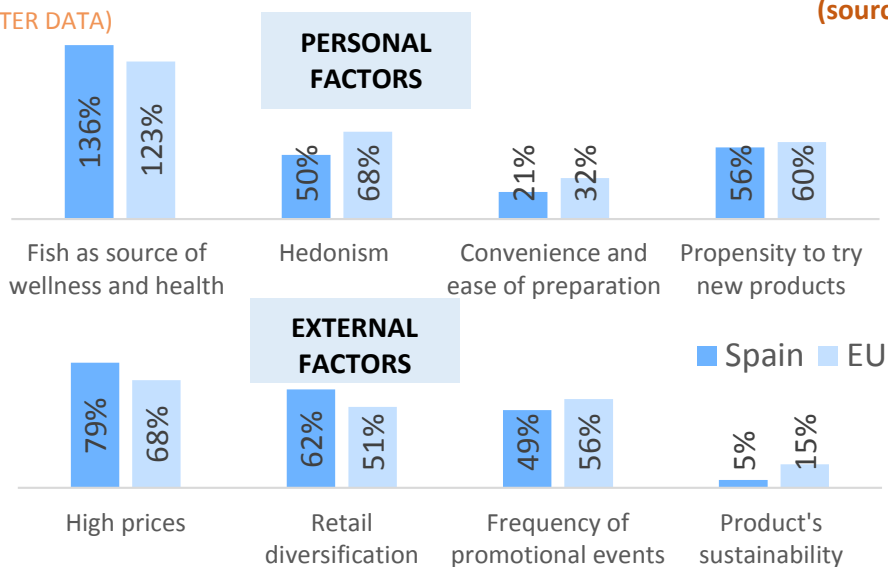 TER DATA)
(sourc
PERSONAL
FACTORS
136%
123%
50%
68%
21%
32%
56%
60%
Fish as source of
wellness and health
Hedonism
Convenience and
ease of preparation
Propensity to try
new products
EXTERNAL
FACTORS
Spain
EU
79%
68%
62%
51%
49%
56%
5%
15%
High prices
Retail
diversification
Frequency of
promotional events
Product's
sustainability